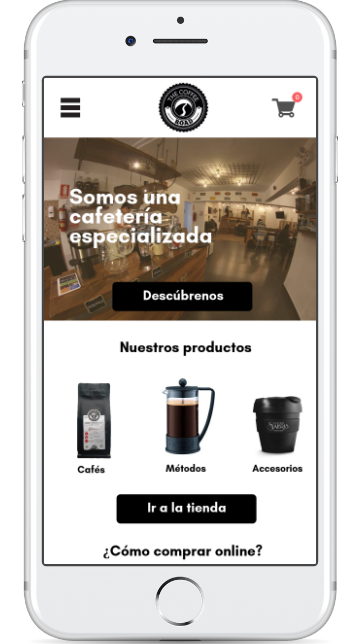 THE COFFEE
ROAD
0
Somos una
cafetería
especializada
Descúbrenos
Nuestros productos
Cafés
Métodos
Accesorios
Ir a la tienda
¿Cómo comprar online?